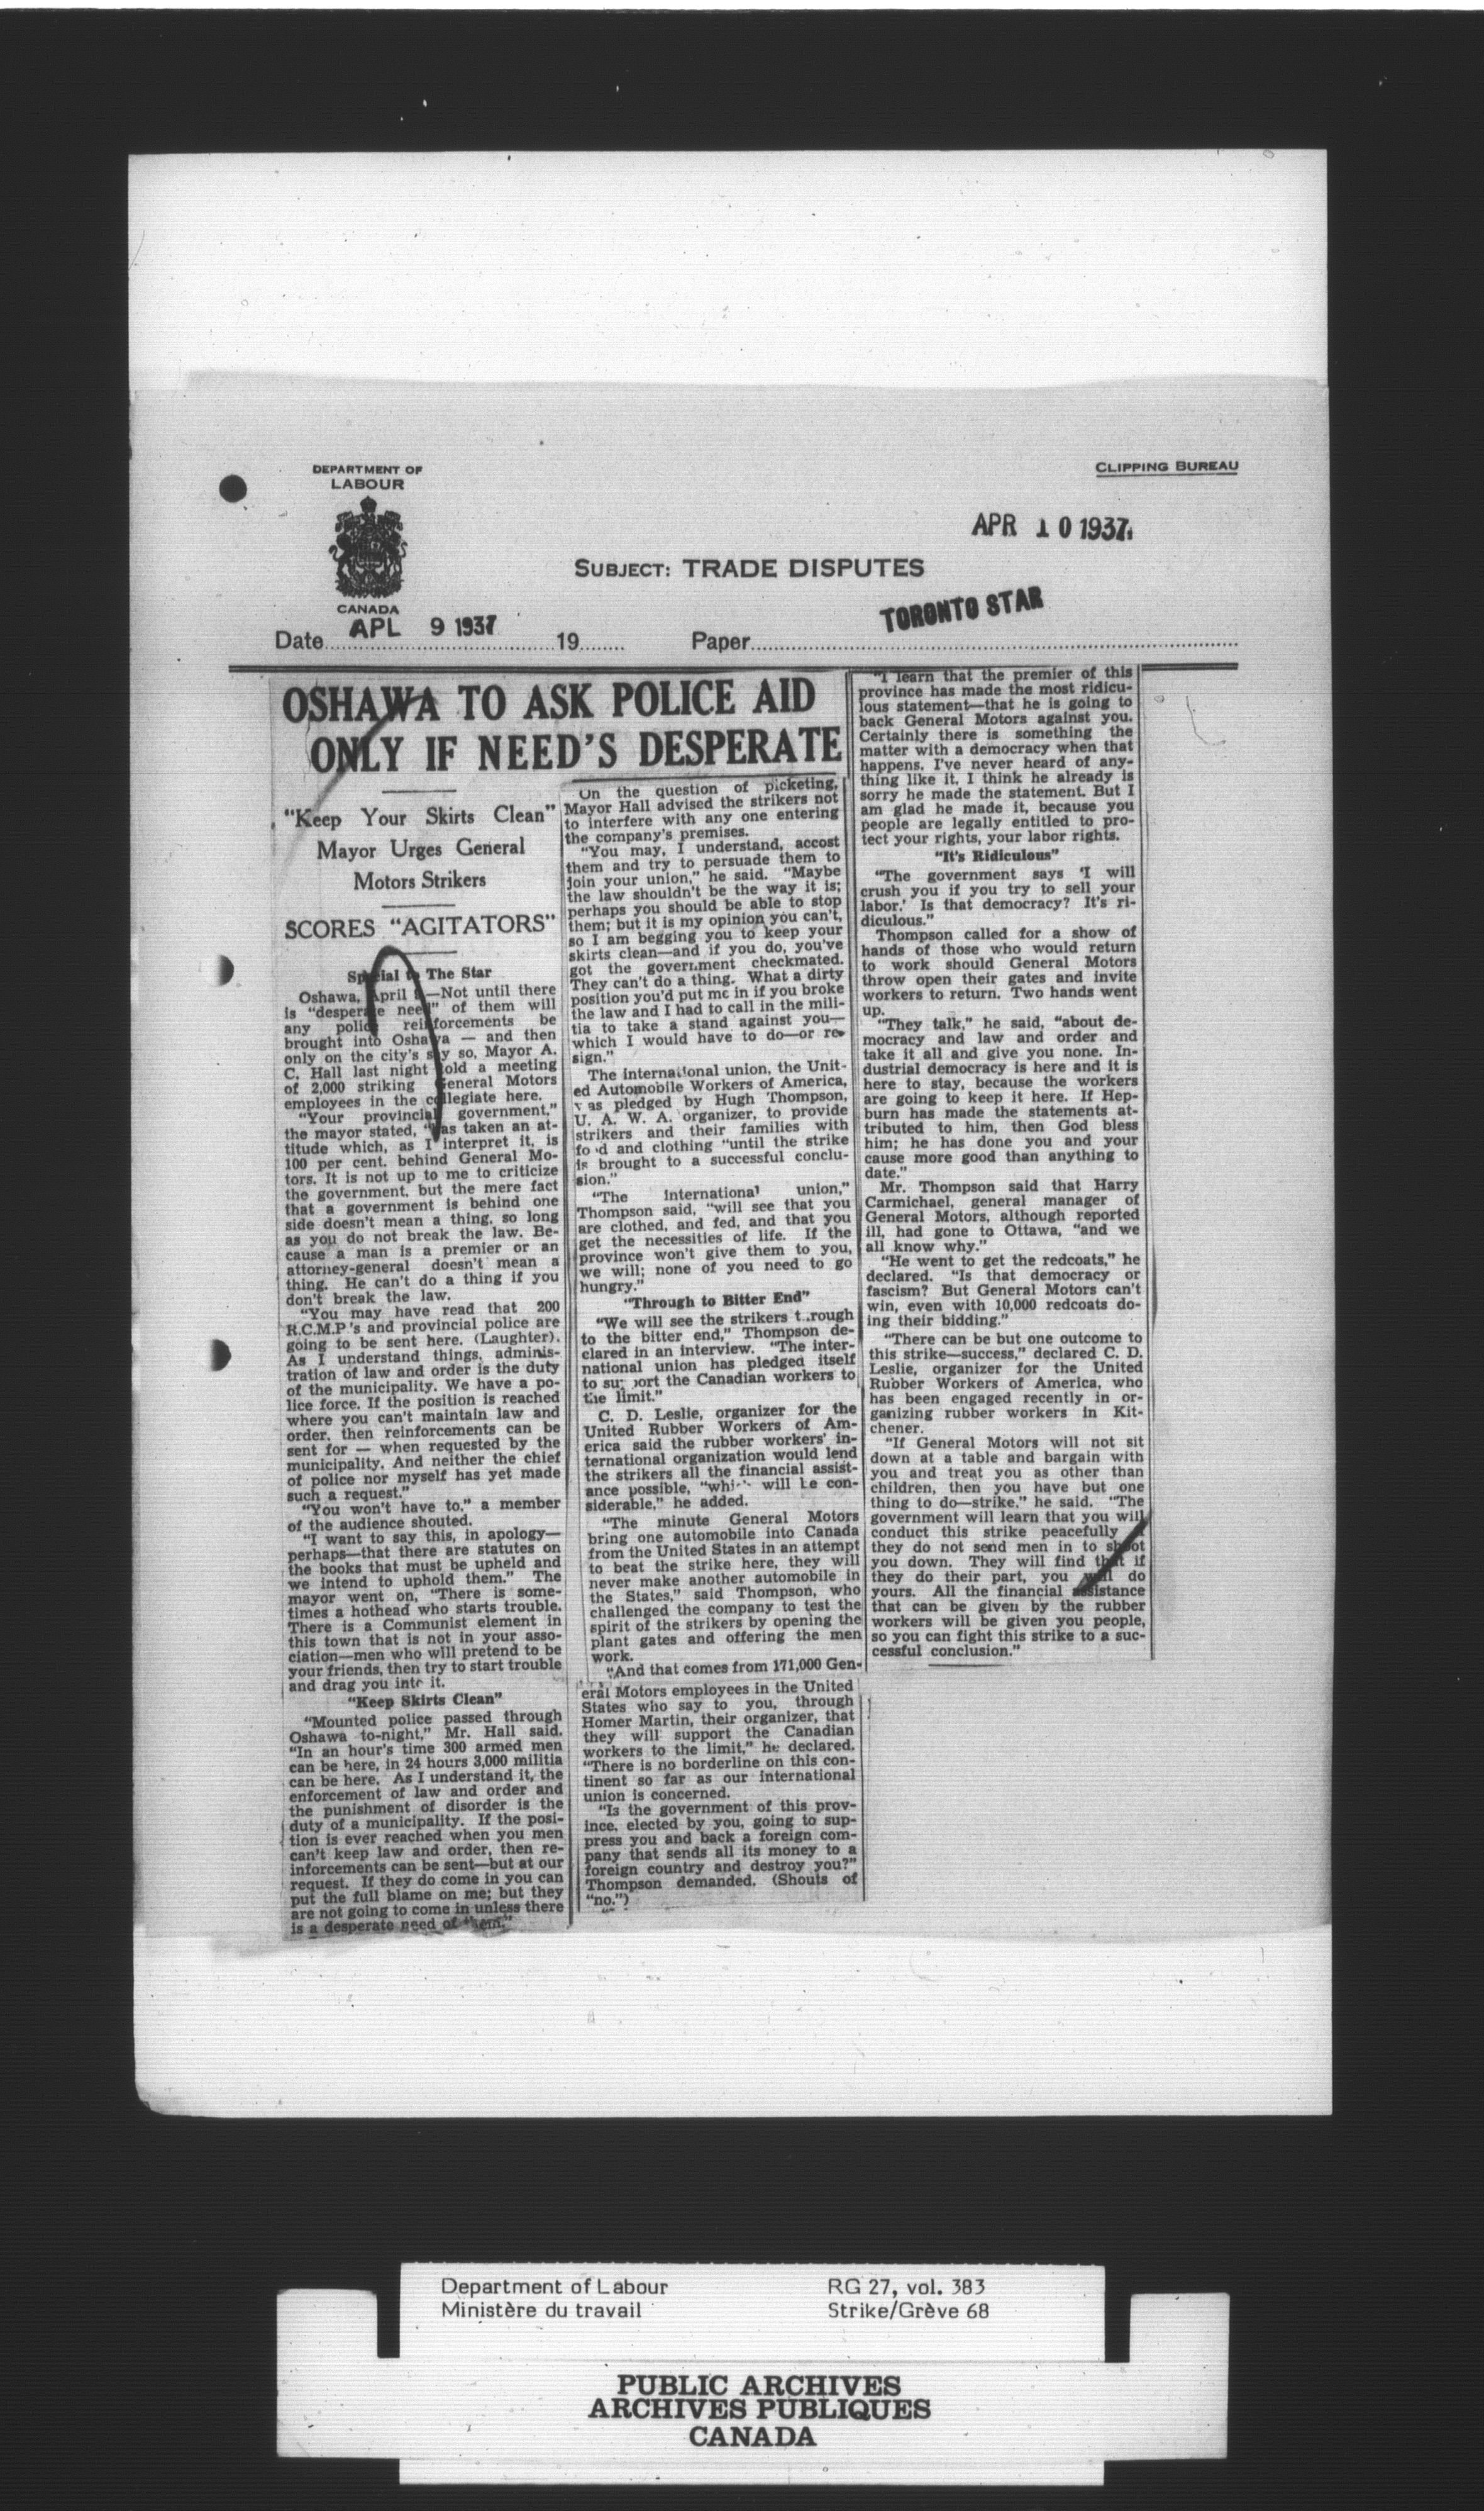 DEPARTMENT OF
LABOUR
CANADA
CLIPPING BUREAU
APR 10 1937
SUBJECT: TRADE DISPUTES
TORONTO STAR
Date APL 9 1937 19 Paper
OSHAWA TO ASK POLICE AID
ONLY IF NEED'S DESPERATE
"Keep Your Skirts Clean"
Mayor Urges General
Motors Strikers
SCORES "AGITATORS"
Special to The Star
Oshawa, April —Not until there
is "desperate need" of them will
any police reinforcements be
brought into Oshawa — and then
only on the city's say so, Mayor A.
C. Hall last night told a meeting
of 2,000 striking General Motors
employees in the collegiate here.
"Your provincial government,"
the mayor stated, "has taken an at-
titude which, as I interpret it, is
100 per cent. behind General Mo-
tors. It is not up to me to criticize
the government, but the mere fact
that a government is behind one
side doesn't mean a thing, so long
as you do not break the law. Be-
cause a man is a premier or an
attorney-general doesn't mean a
thing. He can't do a thing if you
don't break the law.
"You may have read that 200
R.C.M.P.'s and provincial police are
going to be sent here. (Laughter).
As I understand things, adminis-
tration of law and order is the duty
of the municipality. We have a po-
lice force. If the position is reached
where you can't maintain law and
order, then reinforcements can be
sent for — when requested by the
municipality. And neither the chief
of police nor myself has yet made
such a request."
"You won't have to," a member
of the audience shouted.
"I want to say this, in apology—
perhaps—that there are statutes on
the books that must be upheld and
we intend to uphold them." The
mayor went on, "There is some-
times a hothead who starts trouble.
There is a Communist element in
this town that is not in your asso-
ciation—men who will pretend to be
your friends, then try to start trouble
and drag you into it.
"Keep Skirts Clean"
"Mounted police passed through
Oshawa to-night," Mr. Hall said.
"In an hour's time 300 armed men
can be here, in 24 hours 3,000 militia
can be here. As I understand it, the
enforcement of law and order and
the punishment of disorder is the
duty of a municipality. If the posi-
tion is ever reached when you men
can't keep law and order, then re-
inforcements can be sent—but at our
request. If they do come in you can
put the full blame on me; but they
are not going to come in unless there
is a desperate need of them."
On the question of picketing,
Mayor Hall advised the strikers not
to interfere with any one entering
the company's premises.
"You may, I understand, accost
them and try to persuade them to
join your union," he said. "Maybe
the law shouldn't be the way it is;
perhaps you should be able to stop
them; but it is my opinion you can't,
so I am begging you to keep your
skirts clean—and if you do, you've
got the government checkmated.
They can't do a thing. What a dirty
position you'd put me in if you broke
the law and I had to call in the mili-
tia to take a stand against you—
which I would have to do—or re-
sign."
The international union, the Unit-
ed Automobile Workers of America,
was pledged by Hugh Thompson,
U. A. W. A. organizer, to provide
strikers and their families with
food and clothing "until the strike
is brought to a successful conclu-
sion."
"The international union,"
Thompson said, "will see that you
are clothed, and fed, and that you
get the necessities of life. If the
province won't give them to you,
we will; none of you need to go
hungry."
"Through to Bitter End"
"We will see the strikers through
to the bitter end," Thompson de-
clared in an interview. "The inter-
national union has pledged itself
to support the Canadian workers to
the limit."
C. D. Leslie, organizer for the
United Rubber Workers of Am-
erica said the rubber workers' in-
ternational organization would lend
the strikers all the financial assist-
ance possible, "which will be con-
siderable," he added.
"The minute General Motors
bring one automobile into Canada
from the United States in an attempt
to beat the strike here, they will
never make another automobile in
the States," said Thompson, who
challenged the company to test the
spirit of the strikers by opening the
plant gates and offering the men
work.
"And that comes from 171,000 Gen-
eral Motors employees in the United
States who say to you, through
Homer Martin, their organizer, that
they will support the Canadian
workers to the limit," he declared.
"There is no borderline on this con-
tinent so far as our international
union is concerned.
"Is the government of this prov-
ince, elected by you, going to sup-
press you and back a foreign com-
pany that sends all its money to a
foreign country and destroy you?"
Thompson demanded. (Shouts of
"no.")
"I learn that the premier of this
province has made the most ridicu-
lous statement—that he is going to
back General Motors against you.
Certainly there is something the
matter with a democracy when that
happens. I've never heard of any-
thing like it. I think he already is
sorry he made the statement. But I
am glad he made it, because you
people are legally entitled to pro-
tect your rights, your labor rights.
"It's Ridiculous"
"The government says 'I will
crush you if you try to sell your
labor.' Is that democracy? It's ri-
diculous."
Thompson called for a show of
hands of those who would return
to work should General Motors
throw open their gates and invite
workers to return. Two hands went
up.
"They talk," he said, "about de-
mocracy and law and order and
take it all and give you none. In-
dustrial democracy is here and it is
here to stay, because the workers
are going to keep it here. If Hep-
burn has made the statements at-
tributed to him, then God bless
him; he has done you and your
cause more good than anything to
date."
Mr. Thompson said that Harry
Carmichael, general manager of
General Motors, although reported
ill, had gone to Ottawa, "and we
all know why."
"He went to get the redcoats," he
declared. "Is that democracy or
fascism? But General Motors can't
win, even with 10,000 redcoats do-
ing their bidding."
"There can be but one outcome to
this strike—success," declared C. D.
Leslie, organizer for the United
Rubber Workers of America, who
has been engaged recently in or-
ganizing rubber workers in Kit-
chener.
"If General Motors will not sit
down at a table and bargain with
you and treat you as other than
children, then you have but one
thing to do—strike," he said. "The
government will learn that you will
conduct this strike peacefully if
they do not send men in to shoot
you down. They will find that if
they do their part, you will do
yours. All the financial assistance
that can be given by the rubber
workers will be given you people,
so you can fight this strike to a suc-
cessful conclusion."
Department of Labour
Ministère du travail
RG 27, vol. 383
Strike/Grève 68
PUBLIC ARCHIVES
ARCHIVES PUBLIQUES
CANADA